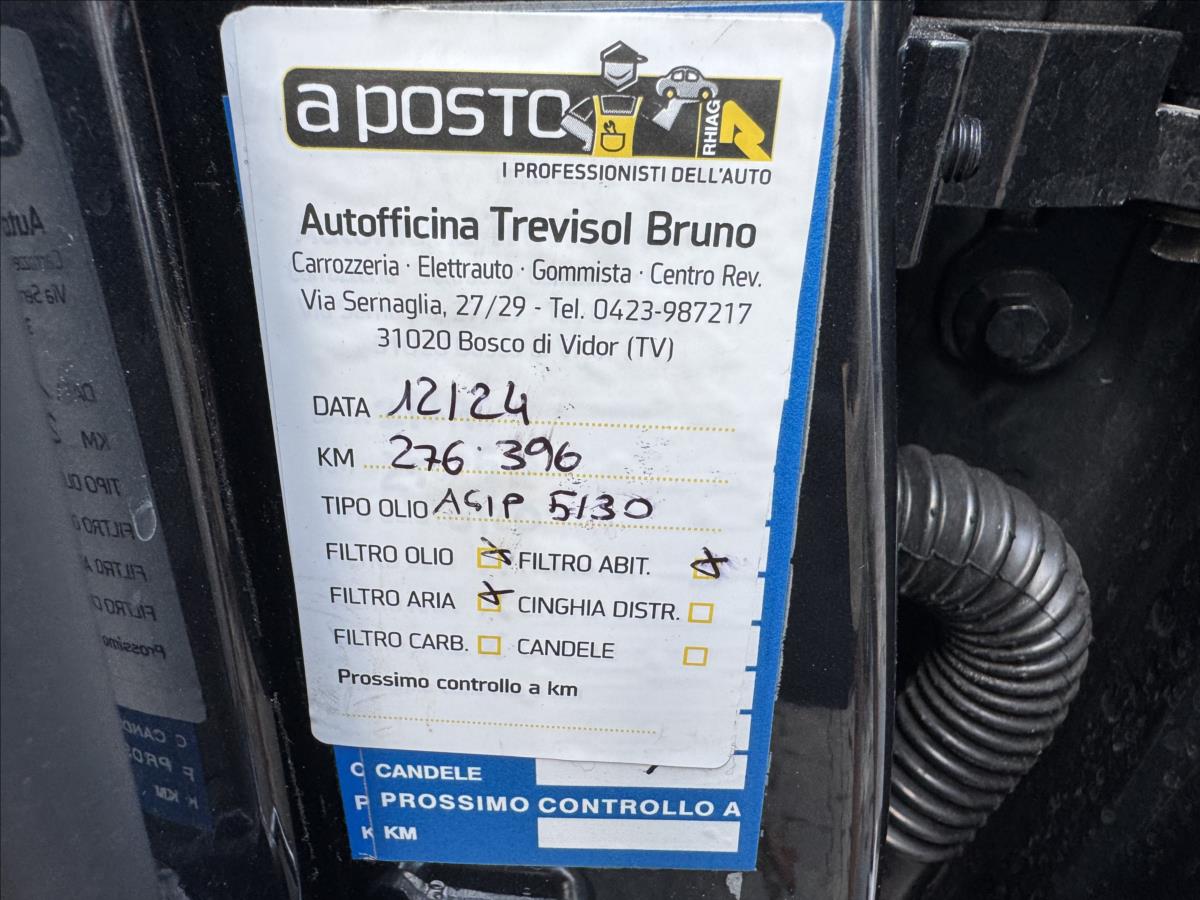 a POSTO
RHIAG
I PROFESSIONISTI DELL'AUTO
Autofficina Trevisol Bruno
Carrozzeria · Elettrauto · Gommista · Centro Rev.
Via Sernaglia, 27/29 - Tel. 0423-987217
31020 Bosco di Vidor (TV)
DATA 12/24
KM 276.396
TIPO OLIO AGIP 5/30
FILTRO OLIO FILTRO ABIT.
FILTRO ARIA CINGHIA DISTR.
FILTRO CARB. CANDELE
Prossimo controllo a km
C CANDELE
P PROSSIMO CONTROLLO A
K KM